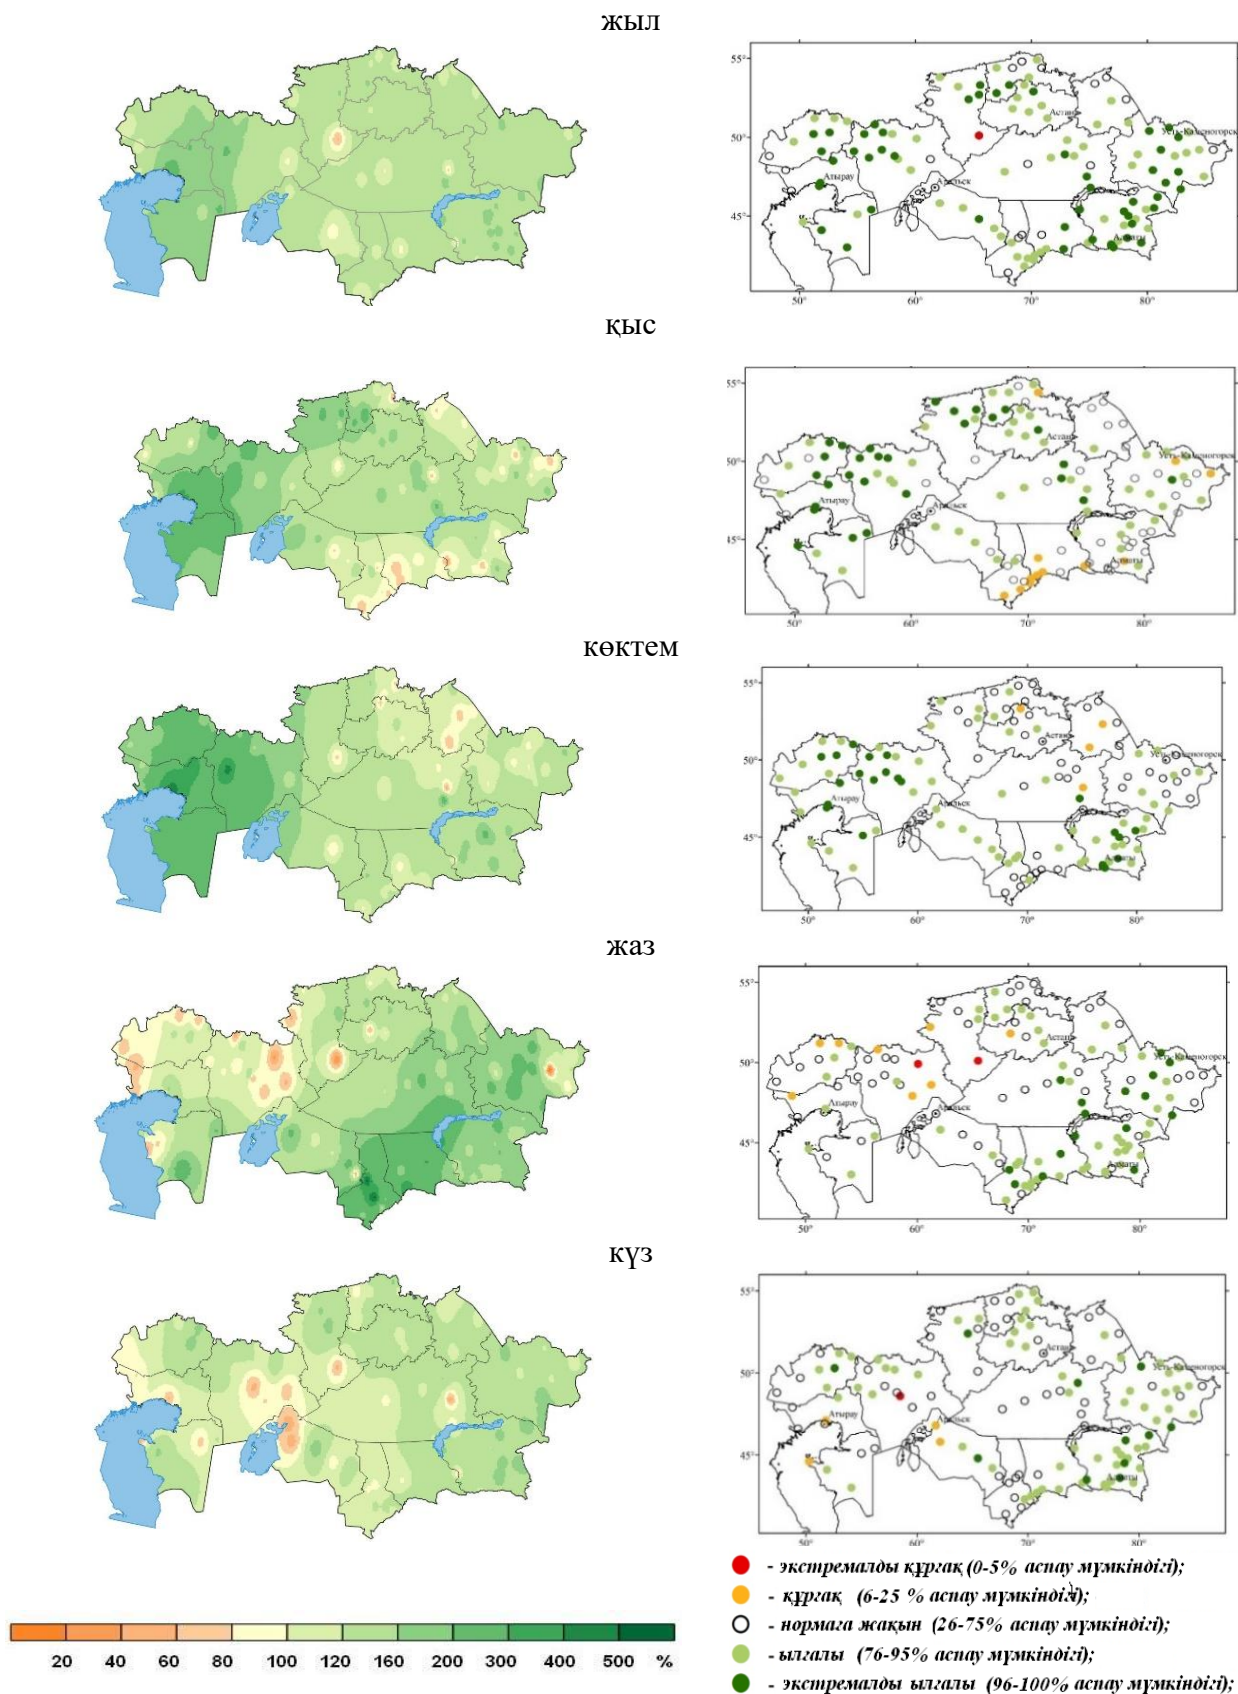 жыл
55°
50°
45°
50° 60° 70° 80°
Астана
Усть-Каменогорск
Атырау
Аральск
Алматы
қыс
55°
50°
45°
50° 60° 70° 80°
Астана
Усть-Каменогорск
Атырау
Аральск
Алматы
көктем
55°
50°
45°
50° 60° 70° 80°
Астана
Усть-Каменогорск
Атырау
Аральск
Алматы
жаз
55°
50°
45°
50° 60° 70° 80°
Астана
Усть-Каменогорск
Атырау
Аральск
Алматы
күз
55°
50°
45°
50° 60° 70° 80°
Астана
Усть-Каменогорск
Атырау
Аральск
Алматы
- экстремалды құрғақ (0-5% аспау мүмкіндігі);
- құрғақ (6-25 % аспау мүмкіндігі);
- нормаға жақын (26-75% аспау мүмкіндігі);
- ылғалы (76-95% аспау мүмкіндігі);
- экстремалды ылғалы (96-100% аспау мүмкіндігі);
20 40 60 80 100 120 160 200 300 400 500 %